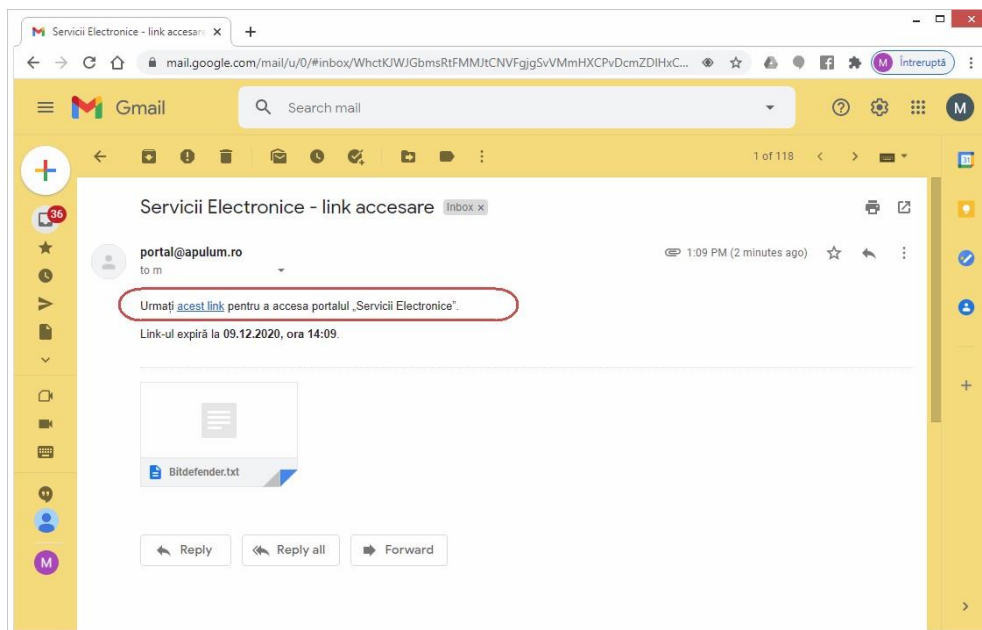 Servicii Electronice - link accesare
mail.google.com/mail/u/0/#inbox/WhctKJWJGbmsRtFMMJtCNVFgjgSvVMmHXCPvDcmZDlHxC...
M Întreruptă
Gmail
Search mail
M
1 of 118
31
36
Servicii Electronice - link accesare Inbox x
portal@apulum.ro
1:09 PM (2 minutes ago)
to m
Urmați acest link pentru a accesa portalul „Servicii Electronice”.
Link-ul expiră la 09.12.2020, ora 14:09.
Bitdefender.txt
Reply
Reply all
Forward
M